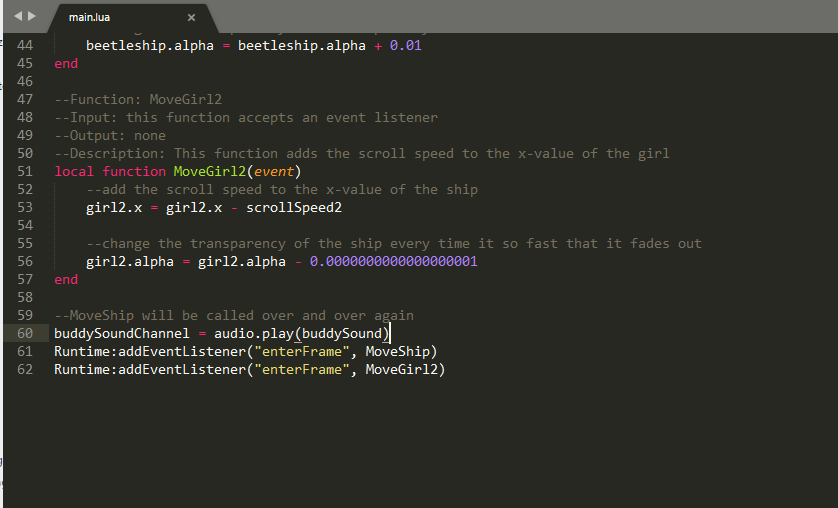 main.lua
44 beetleship.alpha = beetleship.alpha + 0.01
45 end
46
47 --Function: MoveGirl2
48 --Input: this function accepts an event listener
49 --Output: none
50 --Description: This function adds the scroll speed to the x-value of the girl
51 local function MoveGirl2(event)
52 --add the scroll speed to the x-value of the ship
53 girl2.x = girl2.x - scrollSpeed2
54
55 --change the transparency of the ship every time it so fast that it fades out
56 girl2.alpha = girl2.alpha - 0.0000000000000000001
57 end
58
59 --MoveShip will be called over and over again
60 buddySoundChannel = audio.play(buddySound)
61 Runtime:addEventListener("enterFrame", MoveShip)
62 Runtime:addEventListener("enterFrame", MoveGirl2)